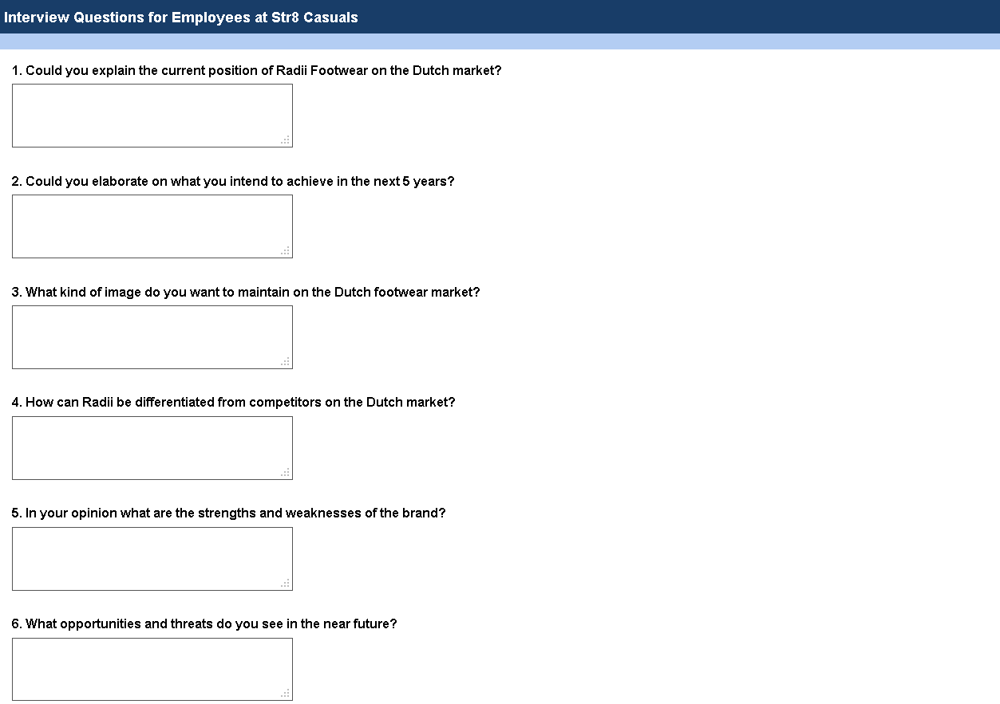 Interview Questions for Employees at Str8 Casuals
1. Could you explain the current position of Radii Footwear on the Dutch market?
2. Could you elaborate on what you intend to achieve in the next 5 years?
3. What kind of image do you want to maintain on the Dutch footwear market?
4. How can Radii be differentiated from competitors on the Dutch market?
5. In your opinion what are the strengths and weaknesses of the brand?
6. What opportunities and threats do you see in the near future?